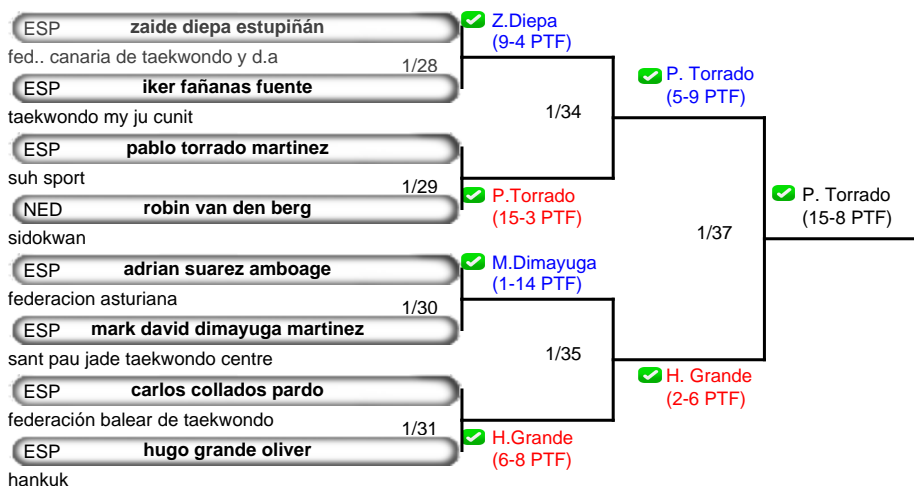 ESP zaide diepa estupiñán
fed.. canaria de taekwondo y d.a
1/28
ESP iker fañanas fuente
taekwondo my ju cunit
ESP pablo torrado martinez
suh sport
1/29
NED robin van den berg
sidokwan
ESP adrian suarez amboage
federacion asturiana
1/30
ESP mark david dimayuga martinez
sant pau jade taekwondo centre
ESP carlos collados pardo
federación balear de taekwondo
1/31
ESP hugo grande oliver
hankuk
Z.Diepa
(9-4 PTF)
1/34
P.Torrado
(15-3 PTF)
M.Dimayuga
(1-14 PTF)
1/35
H.Grande
(6-8 PTF)
P. Torrado
(5-9 PTF)
1/37
H. Grande
(2-6 PTF)
P. Torrado
(15-8 PTF)